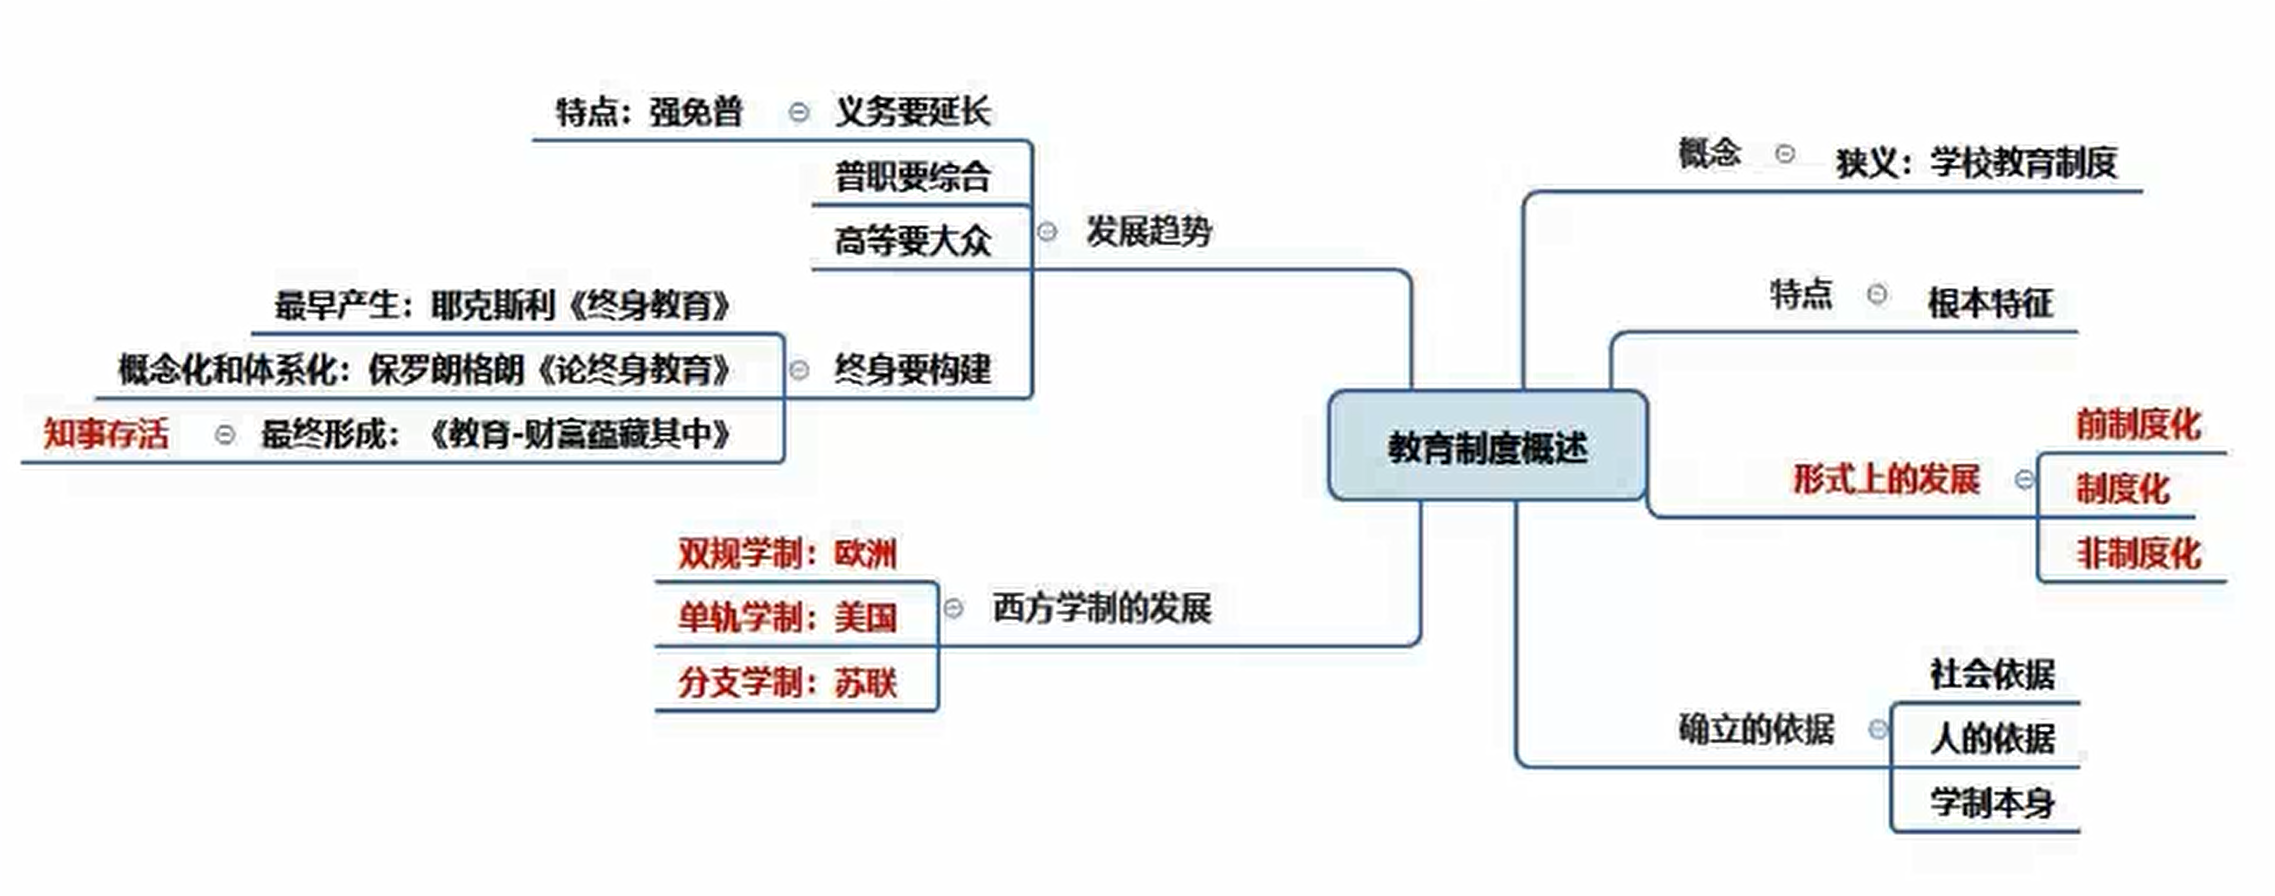 教育制度概述
概念
狭义：学校教育制度
特点
根本特征
形式上的发展
前制度化
制度化
非制度化
确立的依据
社会依据
人的依据
学制本身
发展趋势
义务要延长
特点：强免普
普职要综合
高等要大众
终身要构建
最早产生：耶克斯利《终身教育》
概念化和体系化：保罗朗格朗《论终身教育》
最终形成：《教育-财富蕴藏其中》
知事存活
西方学制的发展
双规学制：欧洲
单轨学制：美国
分支学制：苏联